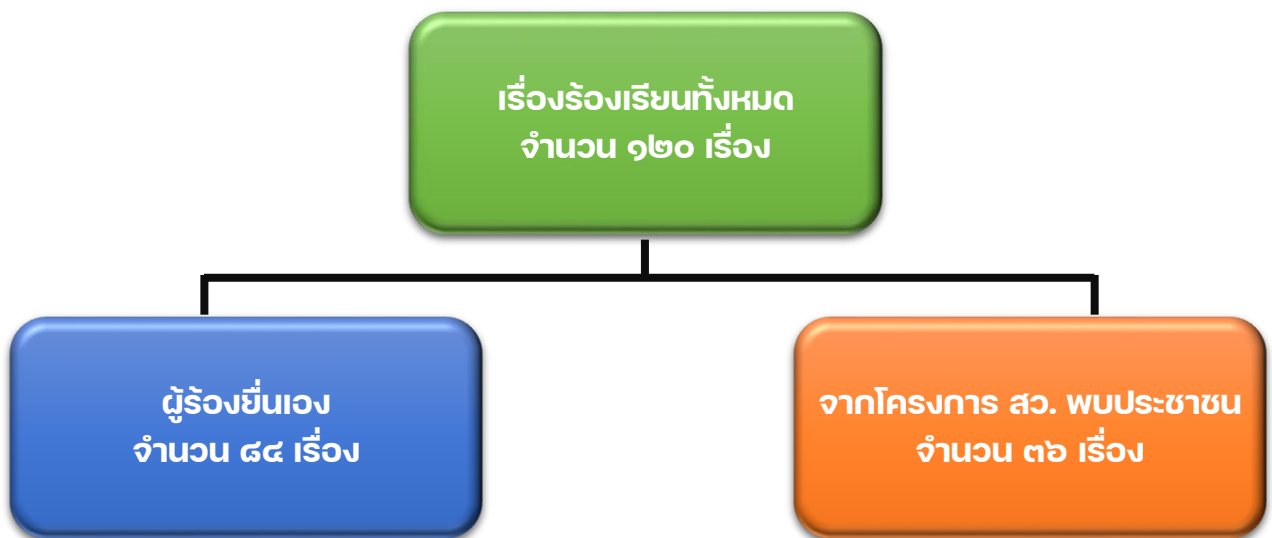 เรื่องร้องเรียนทั้งหมด
จำนวน ๑๒๐ เรื่อง
ผู้ร้องยื่นเอง
จำนวน ๘๔ เรื่อง
จากโครงการ สว. พบประชาชน
จำนวน ๓๖ เรื่อง